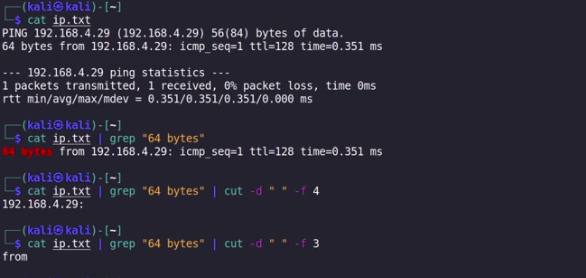 ┌──(kali㉿kali)-[~]
└─$ cat ip.txt
PING 192.168.4.29 (192.168.4.29) 56(84) bytes of data.
64 bytes from 192.168.4.29: icmp_seq=1 ttl=128 time=0.351 ms

--- 192.168.4.29 ping statistics ---
1 packets transmitted, 1 received, 0% packet loss, time 0ms
rtt min/avg/max/mdev = 0.351/0.351/0.351/0.000 ms

┌──(kali㉿kali)-[~]
└─$ cat ip.txt | grep "64 bytes"
64 bytes from 192.168.4.29: icmp_seq=1 ttl=128 time=0.351 ms

┌──(kali㉿kali)-[~]
└─$ cat ip.txt | grep "64 bytes" | cut -d " " -f 4
192.168.4.29:

┌──(kali㉿kali)-[~]
└─$ cat ip.txt | grep "64 bytes" | cut -d " " -f 3
from